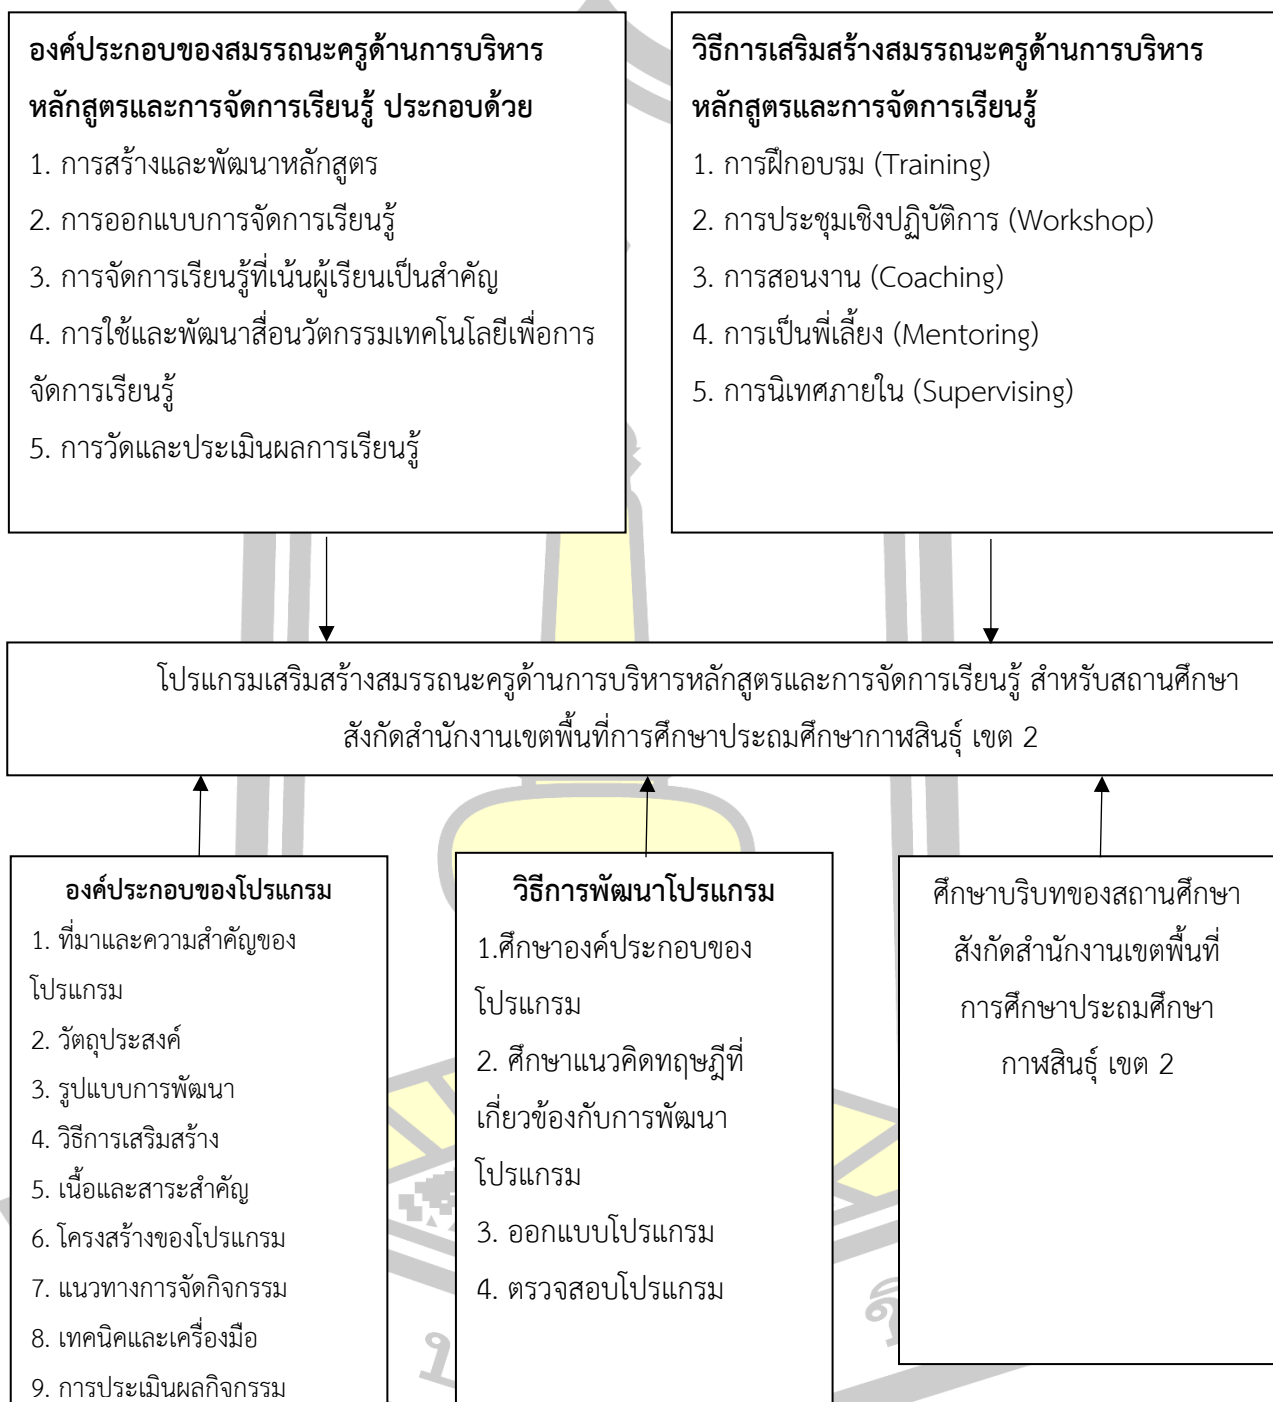 องค์ประกอบของสมรรถนะครูด้านการบริหาร
หลักสูตรและการจัดการเรียนรู้ ประกอบด้วย
1. การสร้างและพัฒนาหลักสูตร
2. การออกแบบการจัดการเรียนรู้
3. การจัดการเรียนรู้ที่เน้นผู้เรียนเป็นสำคัญ
4. การใช้และพัฒนาสื่อนวัตกรรมเทคโนโลยีเพื่อการ
จัดการเรียนรู้
5. การวัดและประเมินผลการเรียนรู้
วิธีการเสริมสร้างสมรรถนะครูด้านการบริหาร
หลักสูตรและการจัดการเรียนรู้
1. การฝึกอบรม (Training)
2. การประชุมเชิงปฏิบัติการ (Workshop)
3. การสอนงาน (Coaching)
4. การเป็นพี่เลี้ยง (Mentoring)
5. การนิเทศภายใน (Supervising)
โปรแกรมเสริมสร้างสมรรถนะครูด้านการบริหารหลักสูตรและการจัดการเรียนรู้ สำหรับสถานศึกษา
สังกัดสำนักงานเขตพื้นที่การศึกษาประถมศึกษากาฬสินธุ์ เขต 2
องค์ประกอบของโปรแกรม
1. ที่มาและความสำคัญของ
โปรแกรม
2. วัตถุประสงค์
3. รูปแบบการพัฒนา
4. วิธีการเสริมสร้าง
5. เนื้อและสาระสำคัญ
6. โครงสร้างของโปรแกรม
7. แนวทางการจัดกิจกรรม
8. เทคนิคและเครื่องมือ
9. การประเมินผลกิจกรรม
วิธีการพัฒนาโปรแกรม
1.ศึกษาองค์ประกอบของ
โปรแกรม
2. ศึกษาแนวคิดทฤษฎีที่
เกี่ยวข้องกับการพัฒนา
โปรแกรม
3. ออกแบบโปรแกรม
4. ตรวจสอบโปรแกรม
ศึกษาบริบทของสถานศึกษา
สังกัดสำนักงานเขตพื้นที่
การศึกษาประถมศึกษา
กาฬสินธุ์ เขต 2